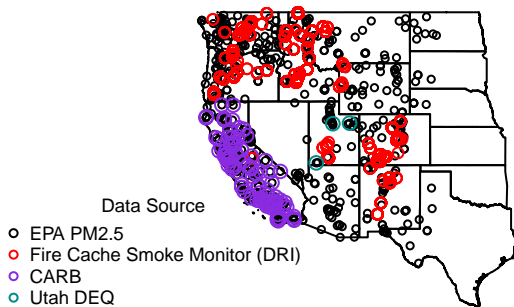 Data Source
EPA PM2.5
Fire Cache Smoke Monitor (DRI)
CARB
Utah DEQ